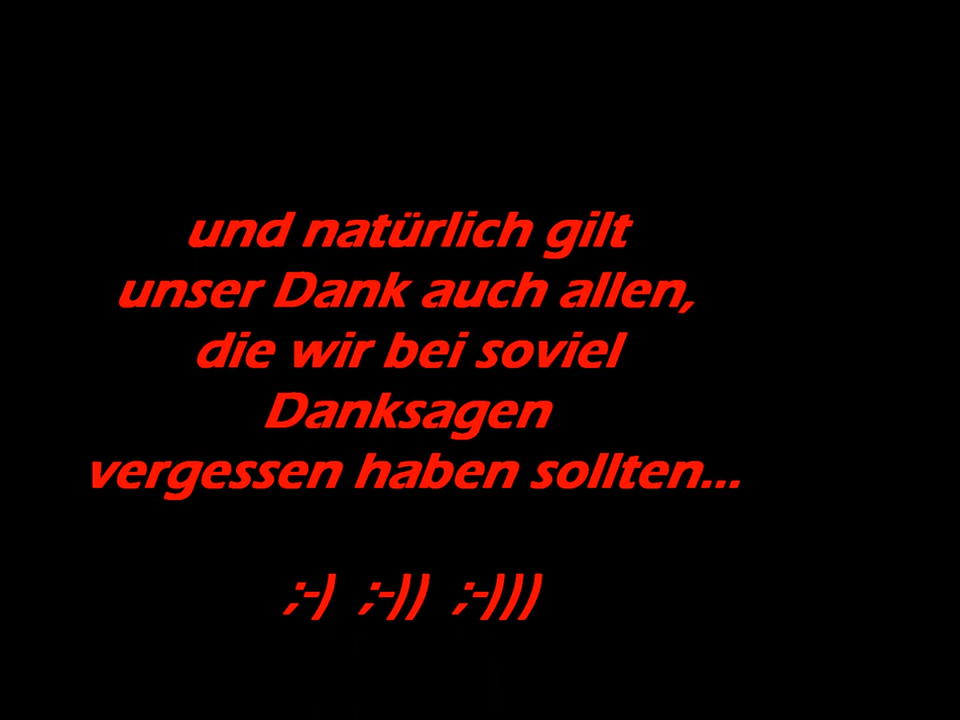 und natürlich gilt
unser Dank auch allen,
die wir bei soviel
Danksagen
vergessen haben sollten...
;-) ;-)) ;-)))